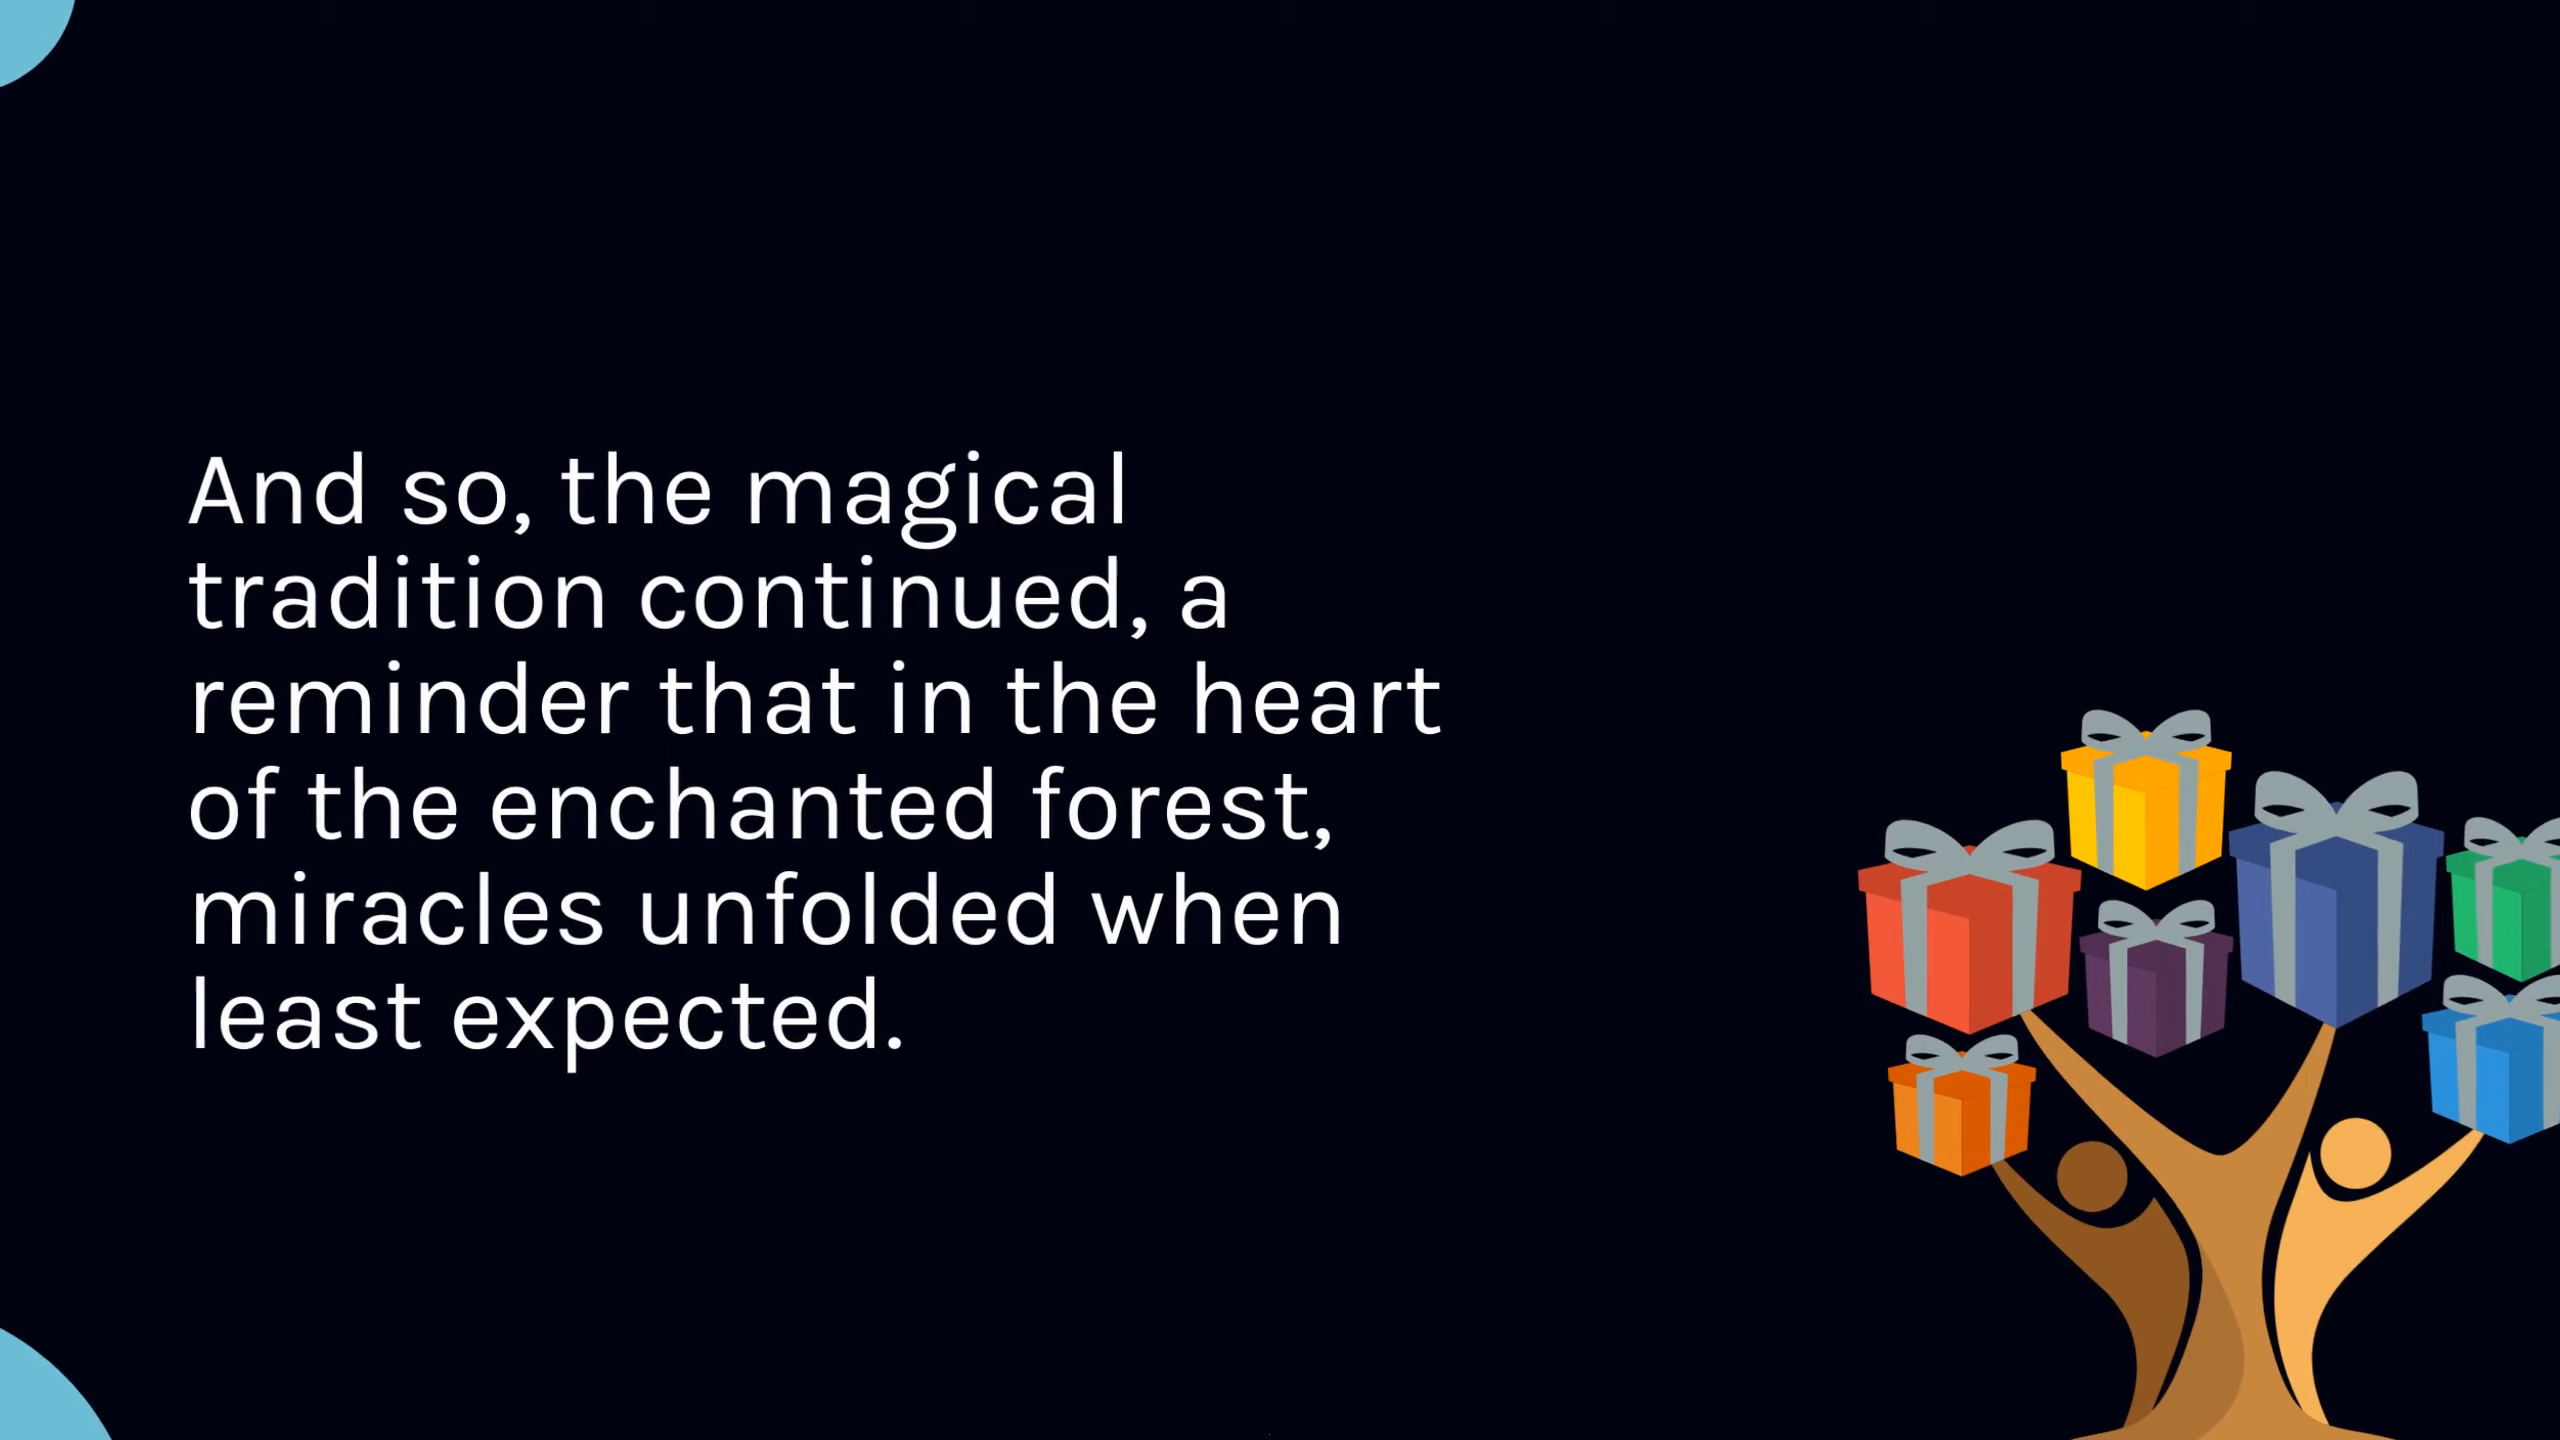 And so, the magical
tradition continued, a
reminder that in the heart
of the enchanted forest,
miracles unfolded when
least expected.